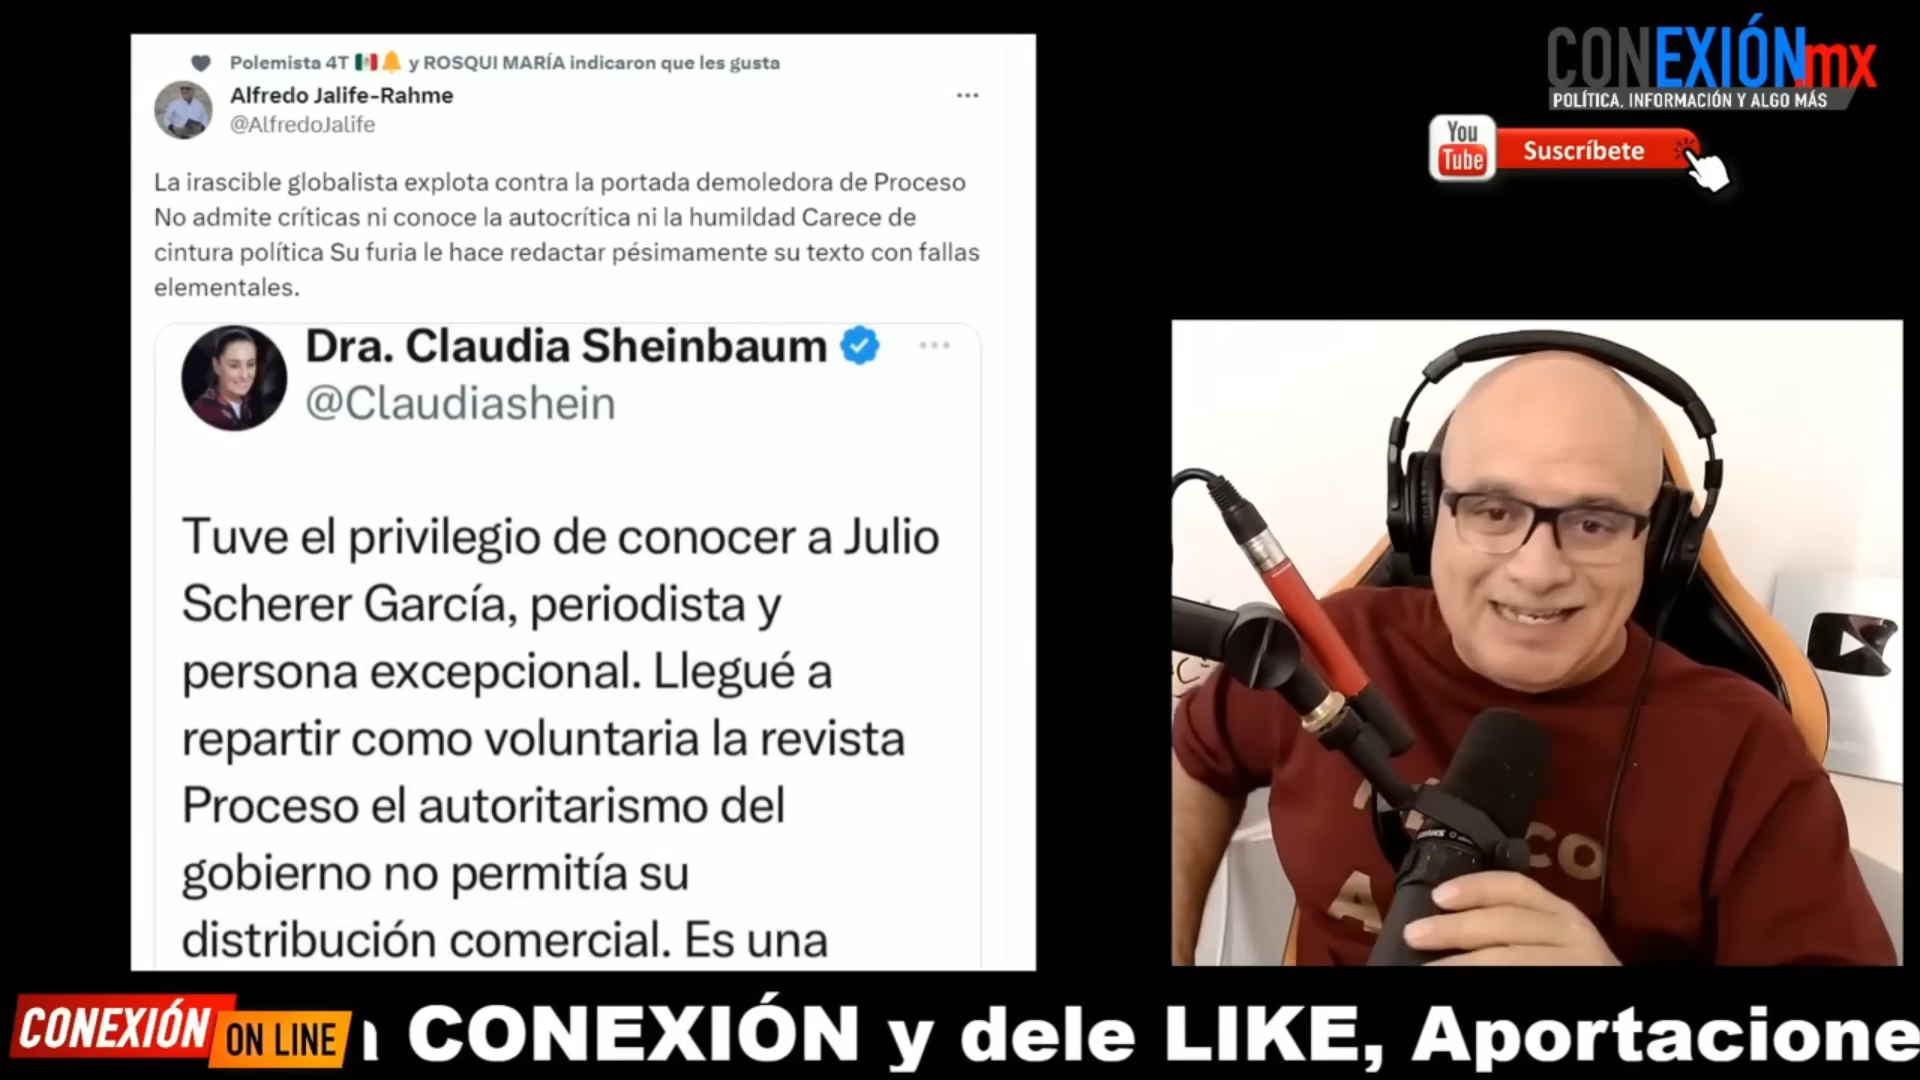 Polemista 4T y ROSQUI MARÍA indicaron que les gusta
Alfredo Jalife-Rahme
@AlfredoJalife
La irascible globalista explota contra la portada demoledora de Proceso
No admite críticas ni conoce la autocrítica ni la humildad Carece de
cintura política Su furia le hace redactar pésimamente su texto con fallas
elementales.
Dra. Claudia Sheinbaum
@Claudiashein
Tuve el privilegio de conocer a Julio
Scherer García, periodista y
persona excepcional. Llegué a
repartir como voluntaria la revista
Proceso el autoritarismo del
gobierno no permitía su
distribución comercial. Es una
CONEXIÓN.mx
POLÍTICA. INFORMACIÓN Y ALGO MÁS
You
Tube
Suscríbete
CONEXIÓN
ON LINE
CONEXIÓN y dele LIKE, Aportacione